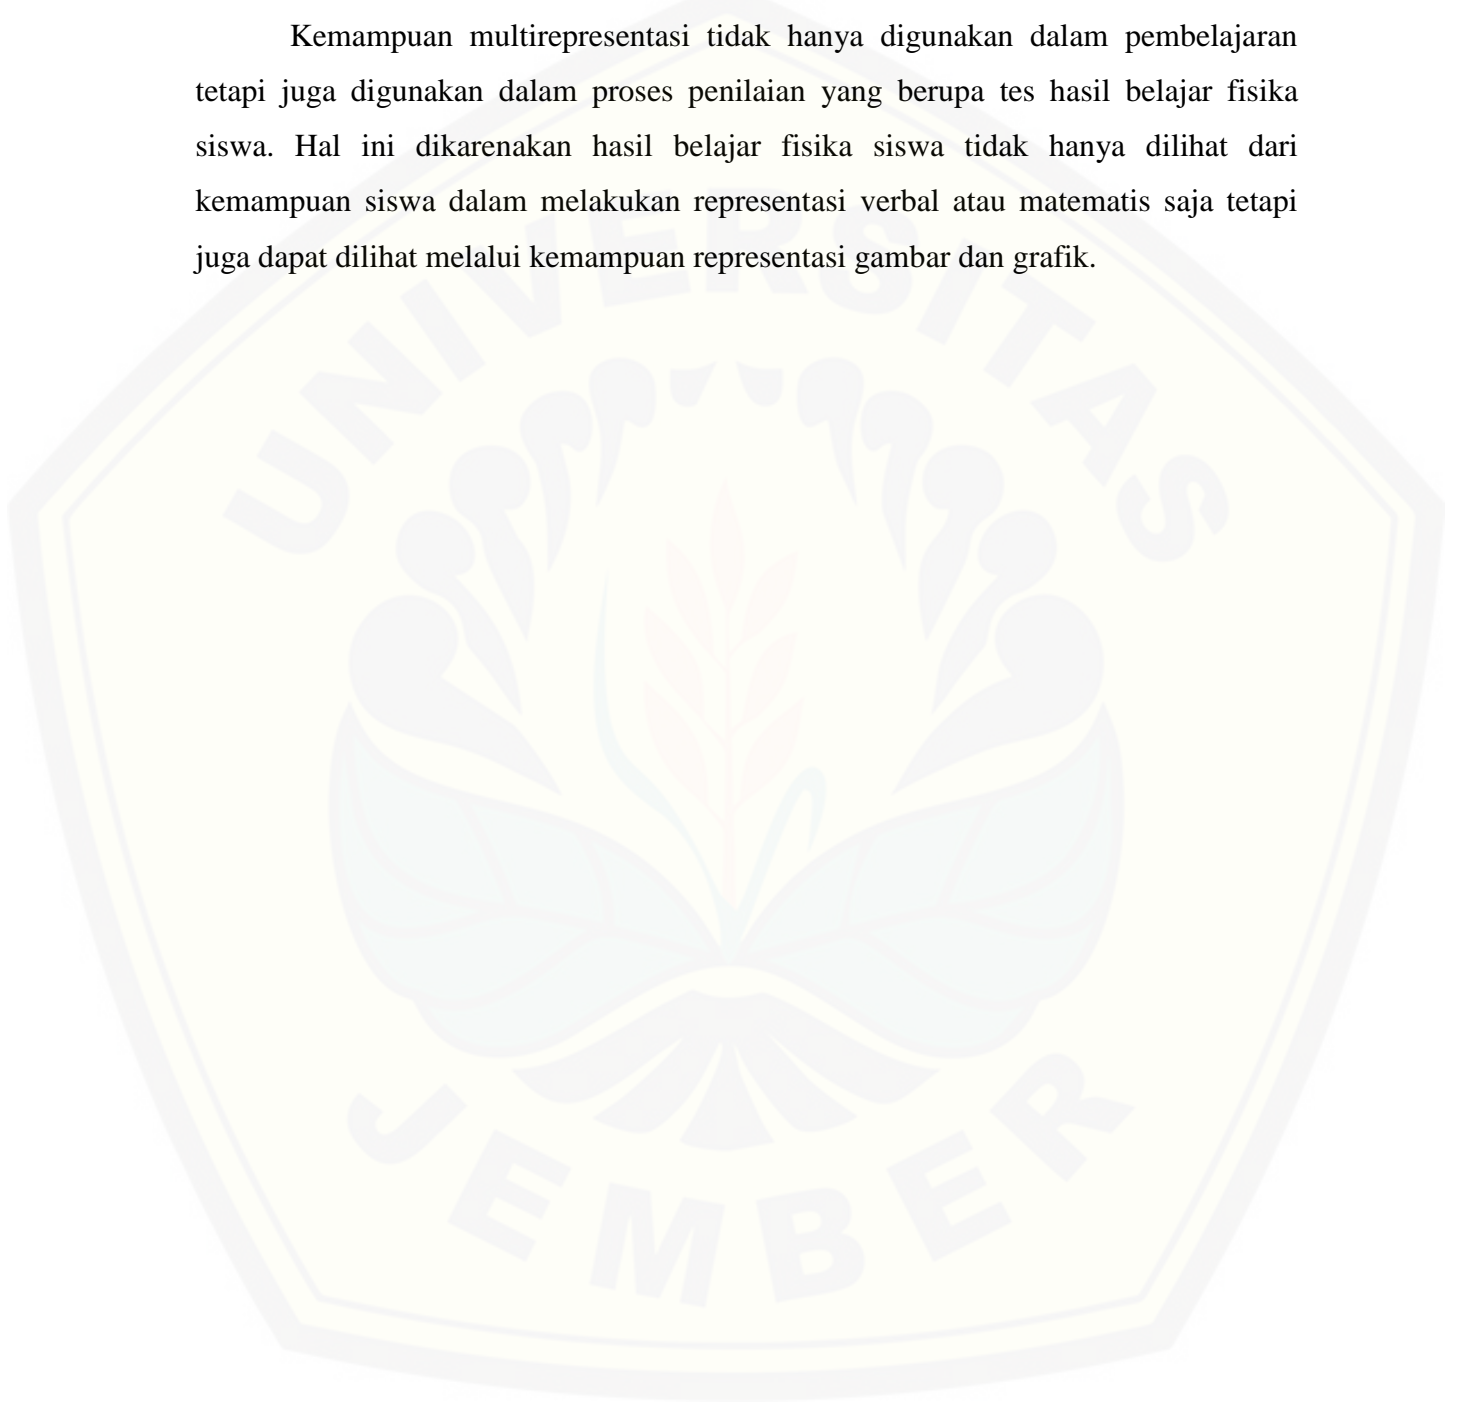 Kemampuan multirepresentasi tidak hanya digunakan dalam pembelajaran
tetapi juga digunakan dalam proses penilaian yang berupa tes hasil belajar fisika
siswa. Hal ini dikarenakan hasil belajar fisika siswa tidak hanya dilihat dari
kemampuan siswa dalam melakukan representasi verbal atau matematis saja tetapi
juga dapat dilihat melalui kemampuan representasi gambar dan grafik.
UNIVERSITAS
JEMBER